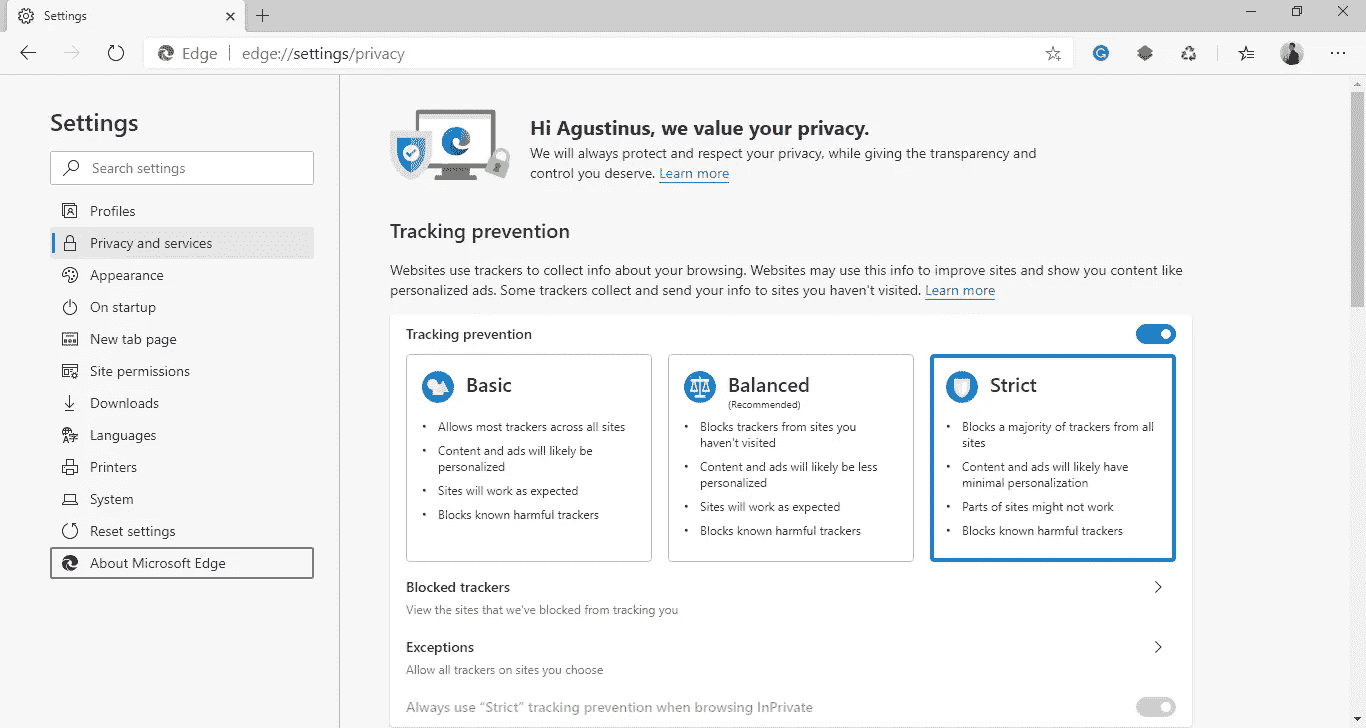 Settings
Edge
edge://settings/privacy
Settings
Search settings
Profiles
Privacy and services
Appearance
On startup
New tab page
Site permissions
Downloads
Languages
Printers
System
Reset settings
About Microsoft Edge
Hi Agustinus, we value your privacy.
We will always protect and respect your privacy, while giving the transparency and
control you deserve. Learn more
Tracking prevention
Websites use trackers to collect info about your browsing. Websites may use this info to improve sites and show you content like
personalized ads. Some trackers collect and send your info to sites you haven't visited. Learn more
Tracking prevention
Basic
• Allows most trackers across all sites
• Content and ads will likely be
personalized
• Sites will work as expected
• Blocks known harmful trackers
Balanced
(Recommended)
• Blocks trackers from sites you
haven't visited
• Content and ads will likely be less
personalized
• Sites will work as expected
• Blocks known harmful trackers
Strict
• Blocks a majority of trackers from all
sites
• Content and ads will likely have
minimal personalization
• Parts of sites might not work
• Blocks known harmful trackers
Blocked trackers
View the sites that we've blocked from tracking you
Exceptions
Allow all trackers on sites you choose
Always use “Strict” tracking prevention when browsing InPrivate